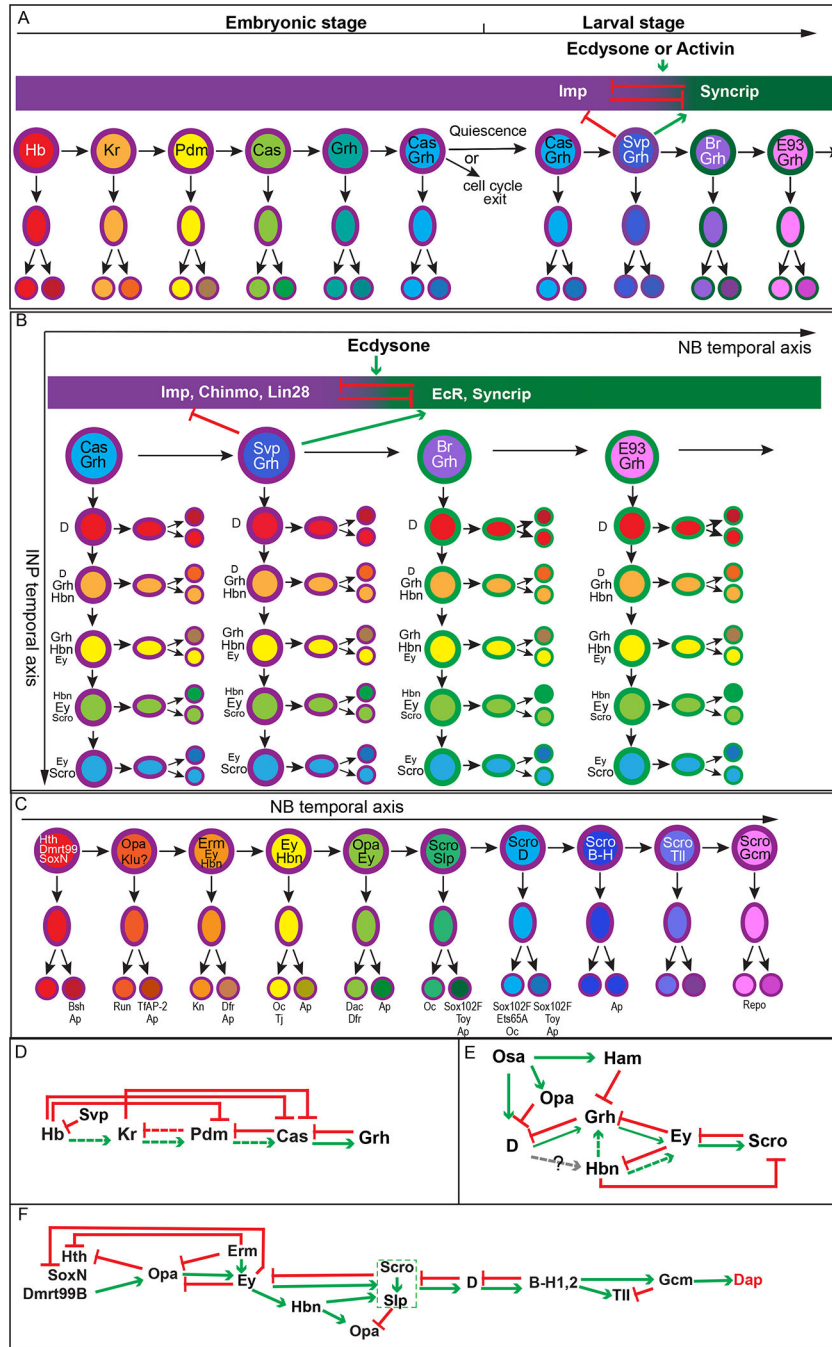 A
Embryonic stage
Larval stage
Ecdysone or Activin
Imp
Syncrip
Hb
Kr
Pdm
Cas
Grh
Cas
Grh
Quiescence
or
cell cycle
exit
Cas
Grh
Svp
Grh
Br
Grh
E93
Grh
B
Ecdysone
NB temporal axis
Imp, Chinmo, Lin28
EcR, Syncrip
INP temporal axis
Cas
Grh
Svp
Grh
Br
Grh
E93
Grh
D
D
D
D
D
Grh
Hbn
D
Grh
Hbn
D
Grh
Hbn
D
Grh
Hbn
Grh
Hbn
Ey
Grh
Hbn
Ey
Grh
Hbn
Ey
Grh
Hbn
Ey
Hbn
Ey
Scro
Hbn
Ey
Scro
Hbn
Ey
Scro
Hbn
Ey
Scro
Ey
Scro
Ey
Scro
Ey
Scro
Ey
Scro
C
NB temporal axis
Hth
Dmrt99
SoxN
Opa
Klu?
Erm
Ey
Hbn
Ey
Hbn
Opa
Ey
Scro
Slp
Scro
D
Scro
B-H
Scro
Tll
Scro
Gcm
Bsh
Ap
Run
TfAP-2
Ap
Kn
Dfr
Ap
Oc
Tj
Ap
Dac
Dfr
Ap
Oc
Sox102F
Toy
Ap
Sox102F
Ets65A
Oc
Sox102F
Toy
Ap
Ap
Repo
D
Svp
Hb
Kr
Pdm
Cas
Grh
E
Osa
Ham
Opa
Grh
D
Ey
Scro
?
Hbn
F
Hth
SoxN
Dmrt99B
Opa
Erm
Ey
Hbn
Opa
Scro
Slp
D
B-H1,2
Tll
Gcm
Dap